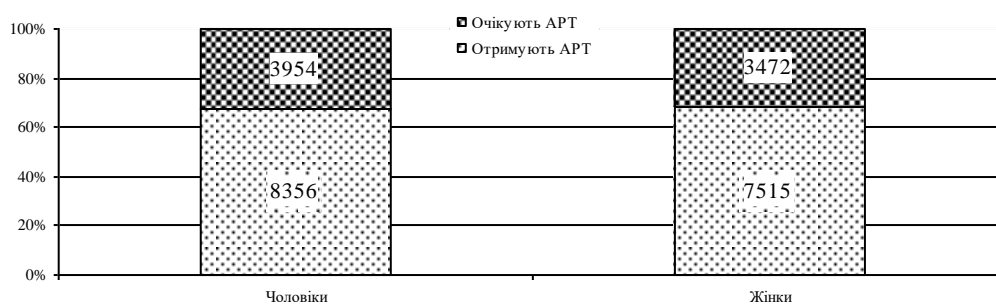 Очікують АРТ
Отримують АРТ
100%
80%
60%
40%
20%
0%
3954
3472
8356
7515
Чоловіки
Жінки